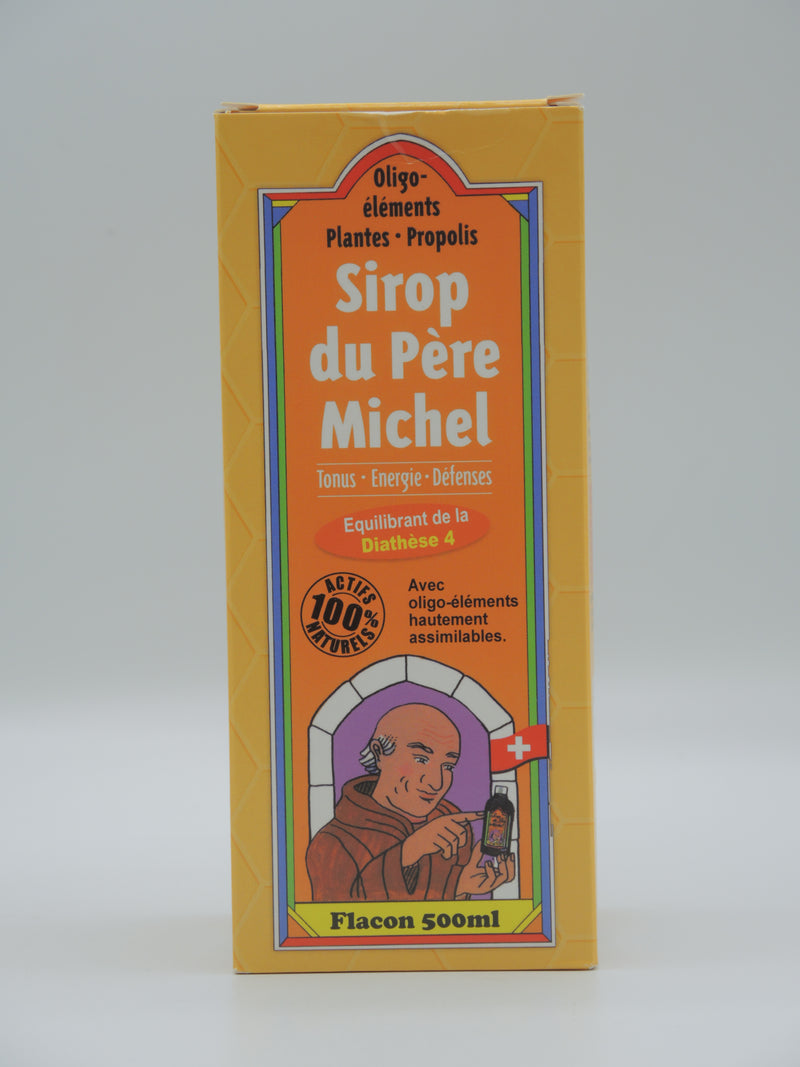 Oligo-
éléments
Plantes • Propolis
Sirop
du Père
Michel
Tonus • Energie • Défenses
Equilibrant de la
Diathèse 4
ACTIFS
100%
NATURELS
Avec
oligo-éléments
hautement
assimilables.
Flacon 500ml